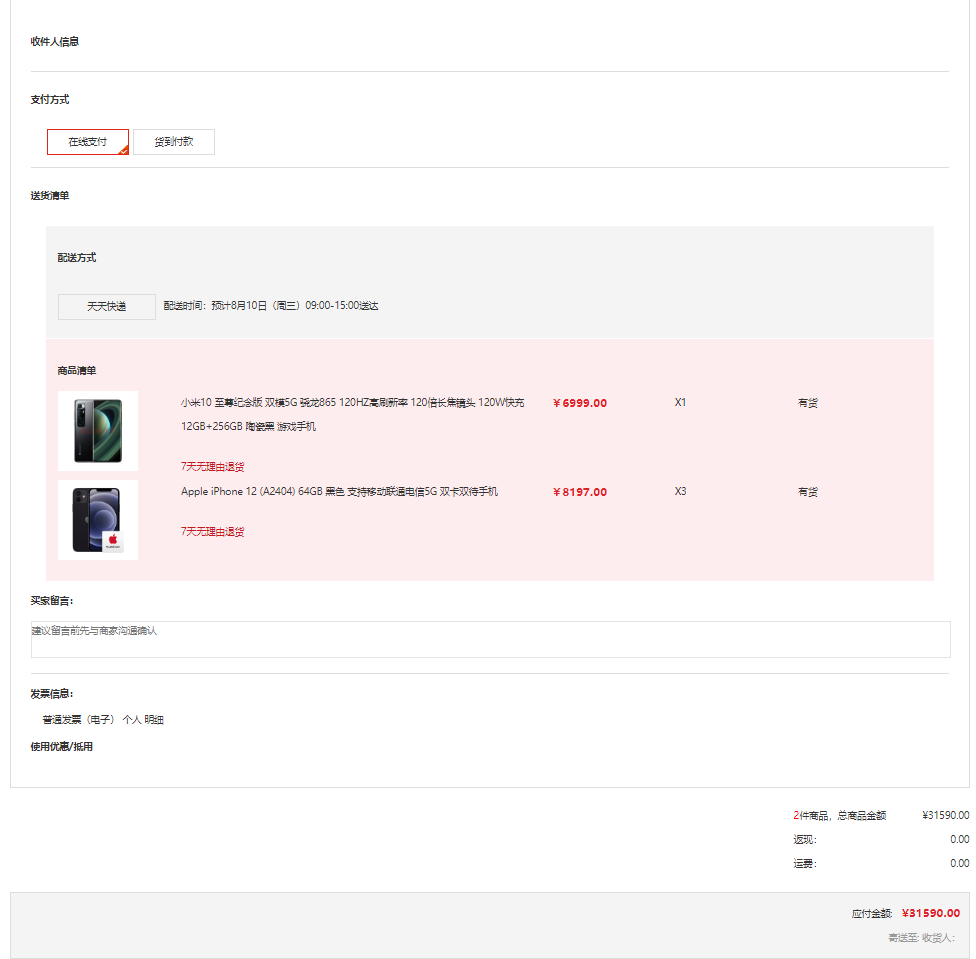 收件人信息
支付方式
在线支付 货到付款
送货清单
配送方式
天天快递 配送时间：预计8月10日（周三）09:00-15:00送达
商品清单
小米10 至尊纪念版 双模5G 骁龙865 120HZ高刷新率 120倍长焦镜头 120W快充 ￥6999.00 X1 有货
12GB+256GB 陶瓷黑 游戏手机
7天无理由退货
Apple iPhone 12 (A2404) 64GB 黑色 支持移动联通电信5G 双卡双待手机 ￥8197.00 X3 有货
7天无理由退货
买家留言：
建议留言前先与商家沟通确认
发票信息：
普通发票（电子） 个人 明细
使用优惠/抵用
2件商品，总商品金额 ¥31590.00
返现： 0.00
运费： 0.00
应付金额: ¥31590.00
寄送至: 收货人：